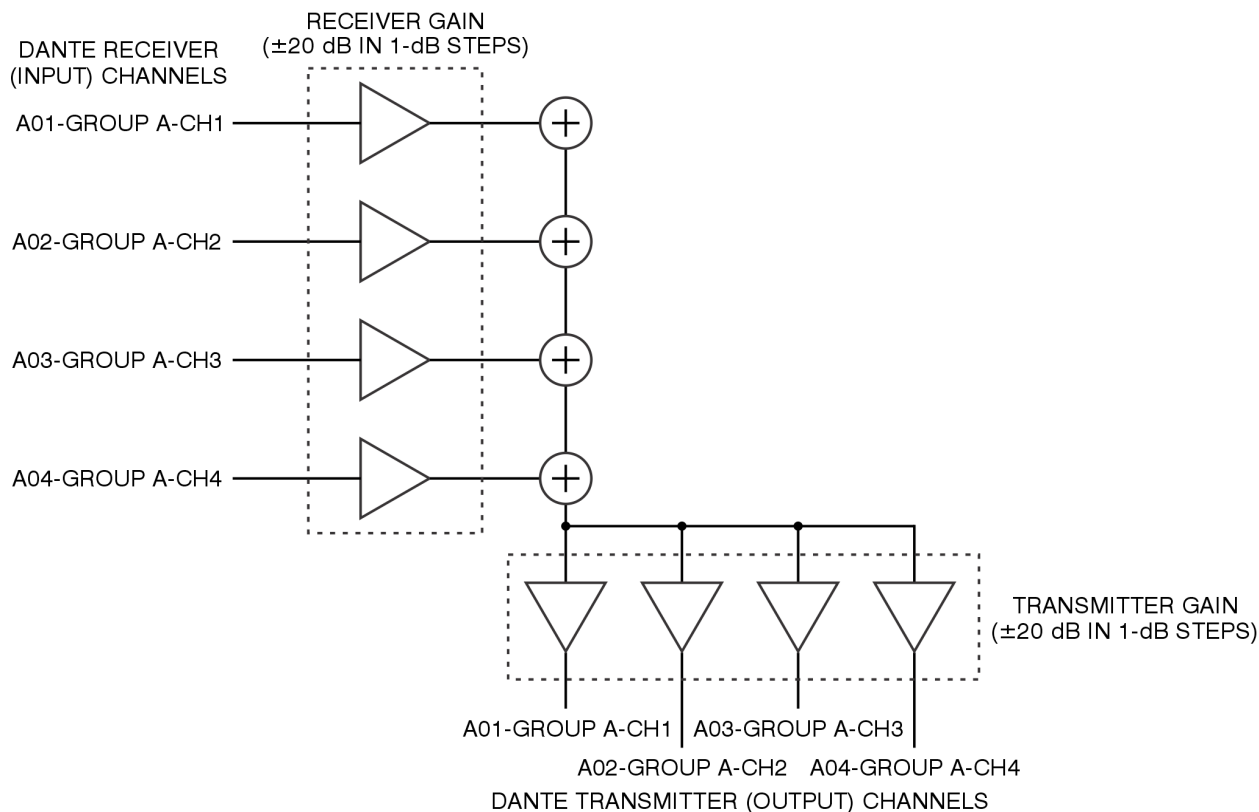 RECEIVER GAIN
(±20 dB IN 1-dB STEPS)
DANTE RECEIVER
(INPUT) CHANNELS
A01-GROUP A-CH1
A02-GROUP A-CH2
A03-GROUP A-CH3
A04-GROUP A-CH4
TRANSMITTER GAIN
(±20 dB IN 1-dB STEPS)
A01-GROUP A-CH1
A03-GROUP A-CH3
A02-GROUP A-CH2
A04-GROUP A-CH4
DANTE TRANSMITTER (OUTPUT) CHANNELS